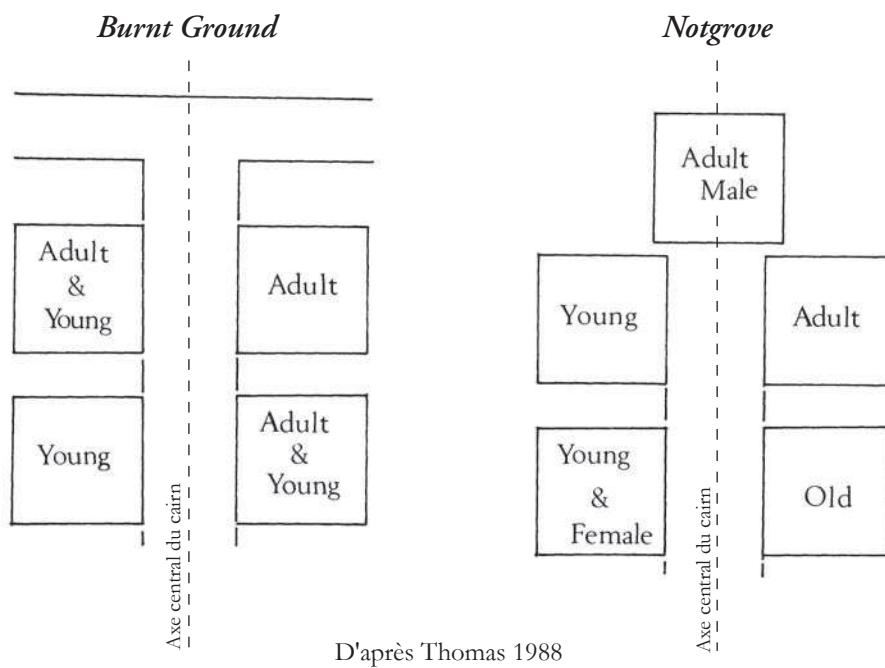 Burnt Ground
Adult
&
Young
Adult
Young
Adult
&
Young
Axe central du cairn
Notgrove
Adult
Male
Young
Adult
Young
&
Female
Old
Axe central du cairn
D'après Thomas 1988